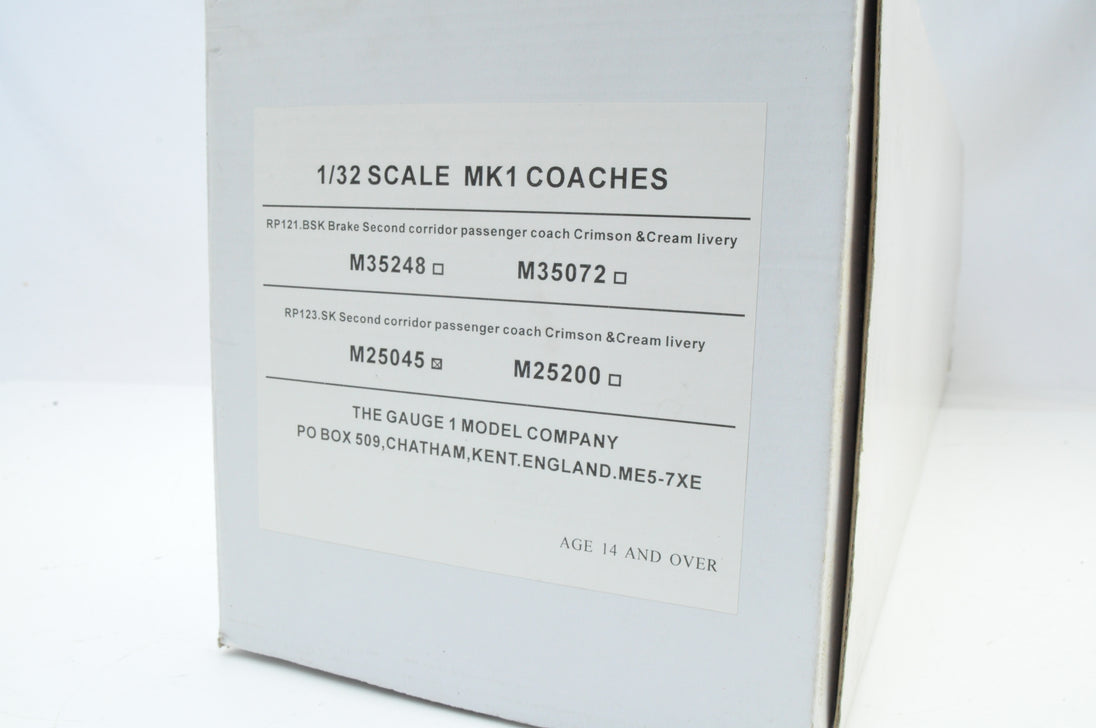 1/32 SCALE MK1 COACHES
RP121.BSK Brake Second corridor passenger coach Crimson &Cream livery
M35248 ☐ M35072 ☐
RP123.SK Second corridor passenger coach Crimson &Cream livery
M25045 ☒ M25200 ☐
THE GAUGE 1 MODEL COMPANY
PO BOX 509,CHATHAM,KENT.ENGLAND.ME5-7XE
AGE 14 AND OVER